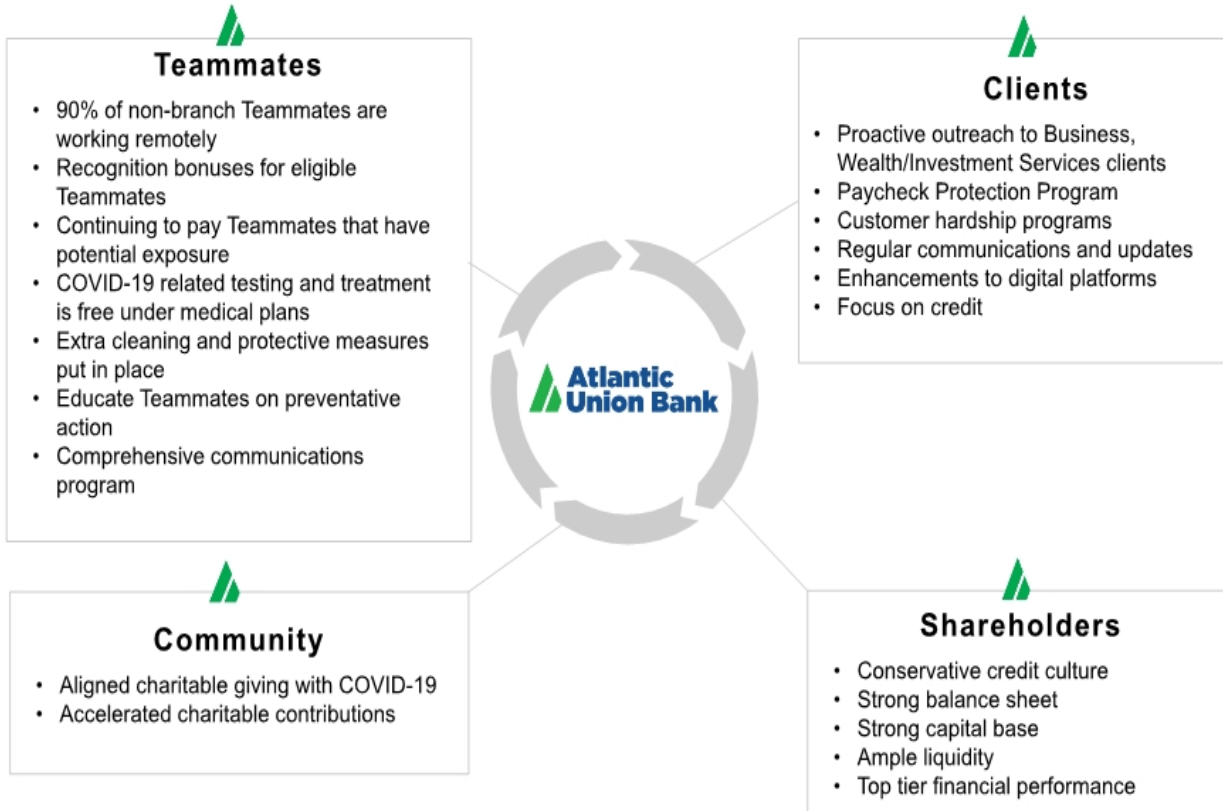 Teammates
• 90% of non-branch Teammates are
working remotely
• Recognition bonuses for eligible
Teammates
• Continuing to pay Teammates that have
potential exposure
• COVID-19 related testing and treatment
is free under medical plans
• Extra cleaning and protective measures
put in place
• Educate Teammates on preventative
action
• Comprehensive communications
program
Clients
• Proactive outreach to Business,
Wealth/Investment Services clients
• Paycheck Protection Program
• Customer hardship programs
• Regular communications and updates
• Enhancements to digital platforms
• Focus on credit
Atlantic
Union Bank
Community
• Aligned charitable giving with COVID-19
• Accelerated charitable contributions
Shareholders
• Conservative credit culture
• Strong balance sheet
• Strong capital base
• Ample liquidity
• Top tier financial performance